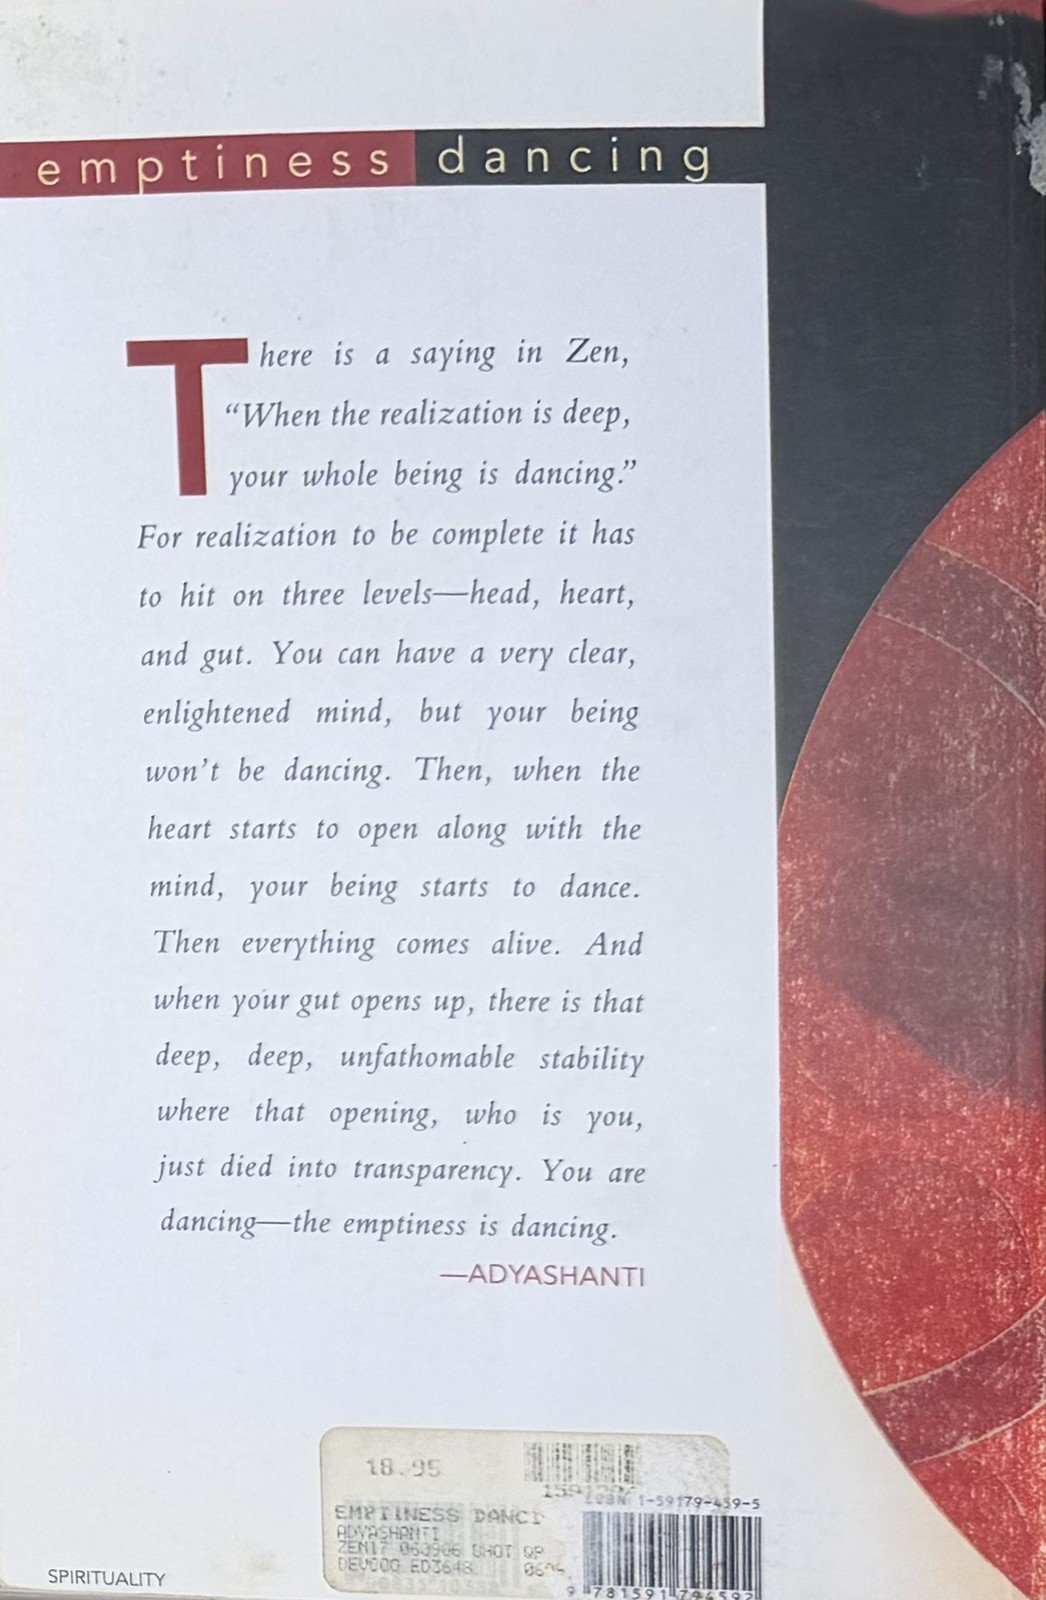 emptiness dancing
There is a saying in Zen,
“When the realization is deep,
your whole being is dancing.”
For realization to be complete it has
to hit on three levels—head, heart,
and gut. You can have a very clear,
enlightened mind, but your being
won't be dancing. Then, when the
heart starts to open along with the
mind, your being starts to dance.
Then everything comes alive. And
when your gut opens up, there is that
deep, deep, unfathomable stability
where that opening, who is you,
just died into transparency. You are
dancing—the emptiness is dancing.
—ADYASHANTI
18.95
ISBN 1-59179-459-5
EMPTINESS DANCI
ADYASHANTI
ZEN17 QP
9 781591 794592
SPIRITUALITY